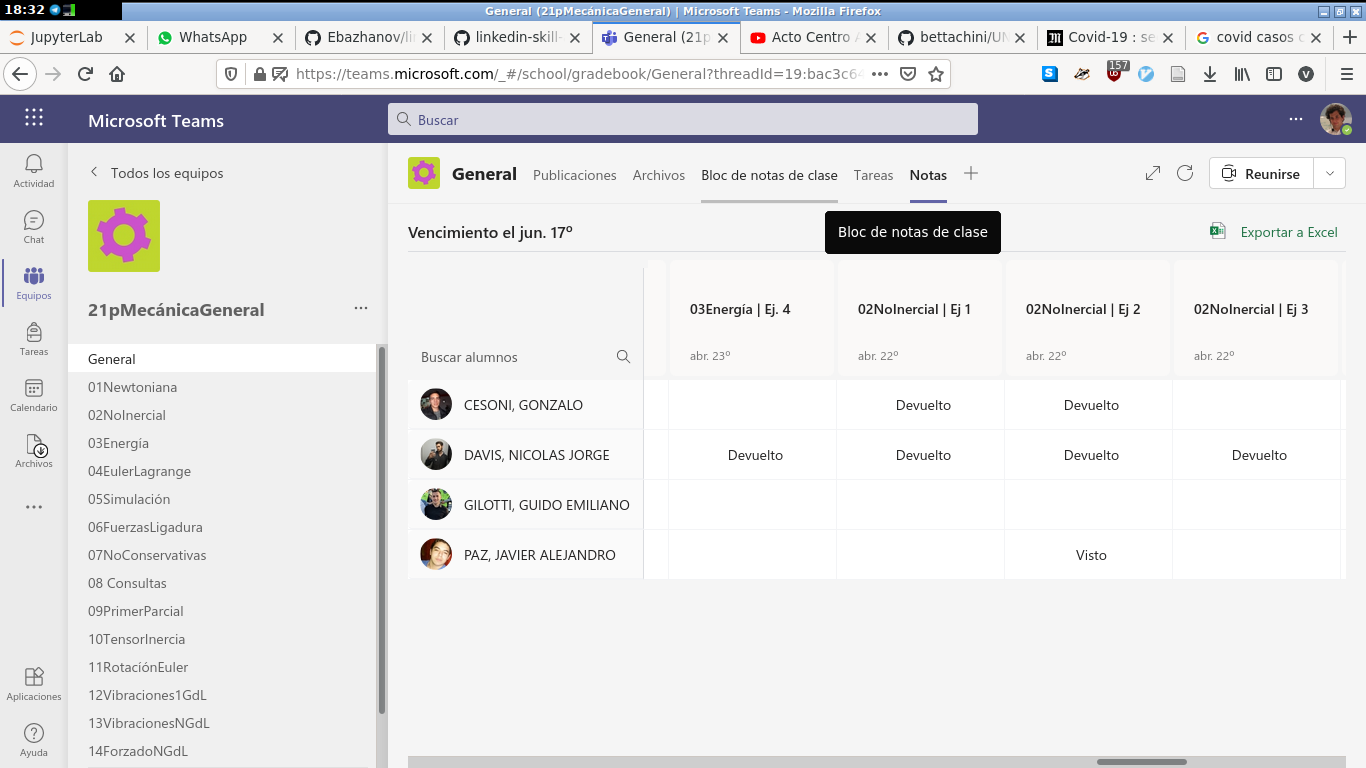 18:32
General (21pMecánicaGeneral) | Microsoft Teams - Mozilla Firefox
JupyterLab
WhatsApp
Ebazhanov/li
linkedin-skill-
General (21p
Acto Centro A
bettachini/UN
Covid-19 : se
covid casos c
https://teams.microsoft.com/_#/school/gradebook/General?threadId=19:bac3c64
157
Microsoft Teams
Buscar
Actividad
Chat
Equipos
Tareas
Calendario
Archivos
Aplicaciones
Ayuda
Todos los equipos
21pMecánicaGeneral
General
01Newtoniana
02NoInercial
03Energía
04EulerLagrange
05Simulación
06FuerzasLigadura
07NoConservativas
08 Consultas
09PrimerParcial
10TensorInercia
11RotacíónEuler
12Vibraciones1GdL
13VibracionesNGdL
14ForzadoNGdL
General Publicaciones Archivos Bloc de notas de clase Tareas Notas
Reunirse
Vencimiento el jun. 17º
Bloc de notas de clase
Exportar a Excel
03Energía | Ej. 4 02NoInercial | Ej 1 02NoInercial | Ej 2 02NoInercial | Ej 3
Buscar alumnos abr. 23º abr. 22º abr. 22º abr. 22º
CESONI, GONZALO Devuelto Devuelto
DAVIS, NICOLAS JORGE Devuelto Devuelto Devuelto Devuelto
GILOTTI, GUIDO EMILIANO
PAZ, JAVIER ALEJANDRO Visto